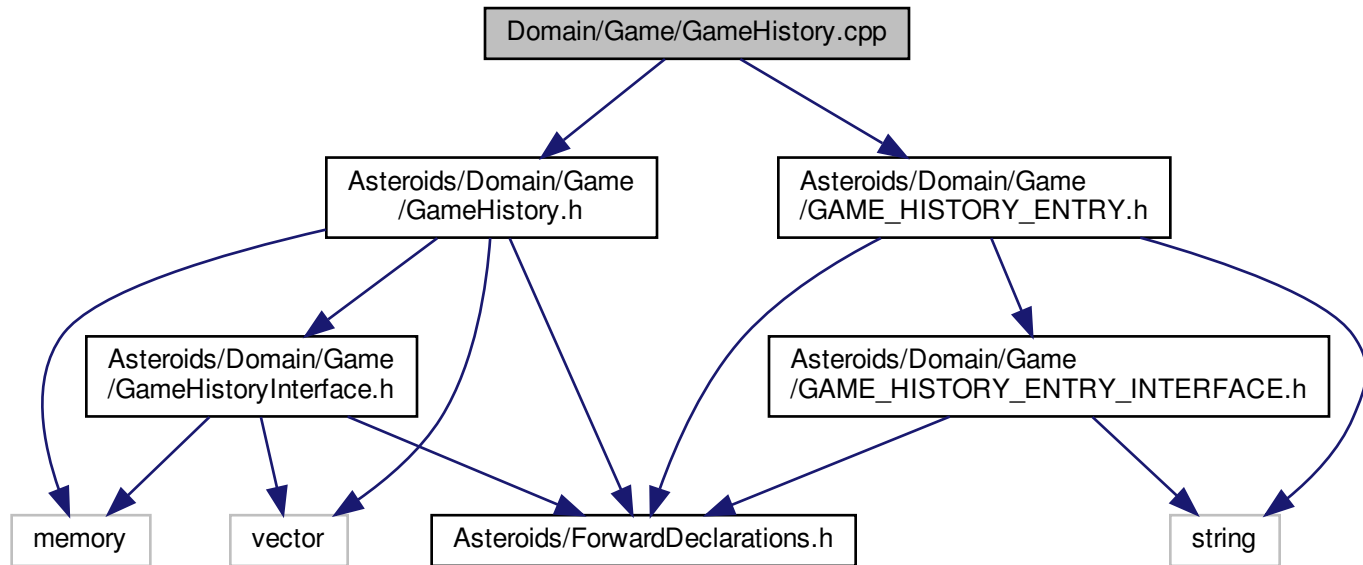 Domain/Game/GameHistory.cpp
Asteroids/Domain/Game
/GameHistory.h
Asteroids/Domain/Game
/GAME_HISTORY_ENTRY.h
Asteroids/Domain/Game
/GameHistoryInterface.h
Asteroids/Domain/Game
/GAME_HISTORY_ENTRY_INTERFACE.h
memory
vector
Asteroids/ForwardDeclarations.h
string